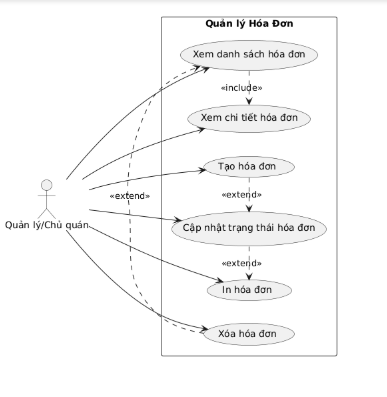 Quản lý Hóa Đơn
Xem danh sách hóa đơn
«include»
Xem chi tiết hóa đơn
Tạo hóa đơn
«extend»
«extend»
Quản lý/Chủ quán
Cập nhật trạng thái hóa đơn
«extend»
In hóa đơn
Xóa hóa đơn